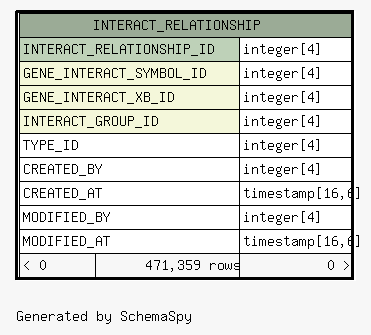 INTERACT_RELATIONSHIP
INTERACT_RELATIONSHIP_ID integer[4]
GENE_INTERACT_SYMBOL_ID integer[4]
GENE_INTERACT_XB_ID integer[4]
INTERACT_GROUP_ID integer[4]
TYPE_ID integer[4]
CREATED_BY integer[4]
CREATED_AT timestamp[16,6]
MODIFIED_BY integer[4]
MODIFIED_AT timestamp[16,6]
< 0 471,359 rows 0 >
Generated by SchemaSpy